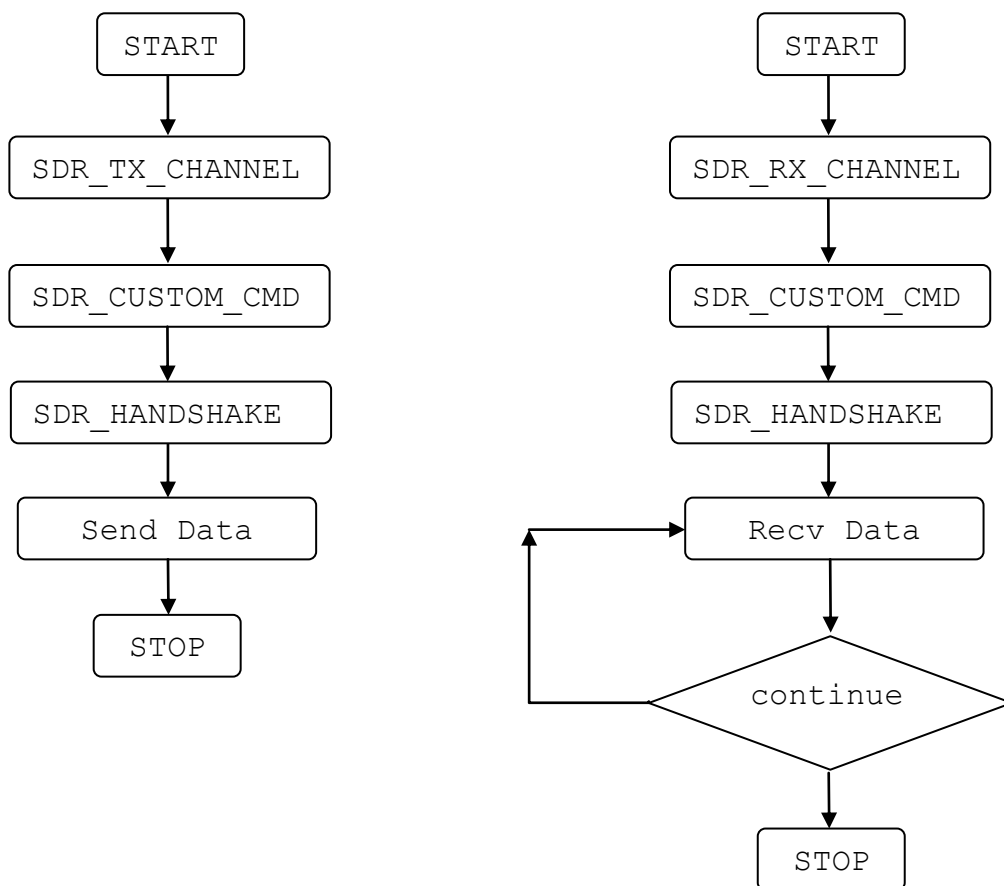 START
SDR_TX_CHANNEL
SDR_CUSTOM_CMD
SDR_HANDSHAKE
Send Data
STOP
START
SDR_RX_CHANNEL
SDR_CUSTOM_CMD
SDR_HANDSHAKE
Recv Data
continue
STOP